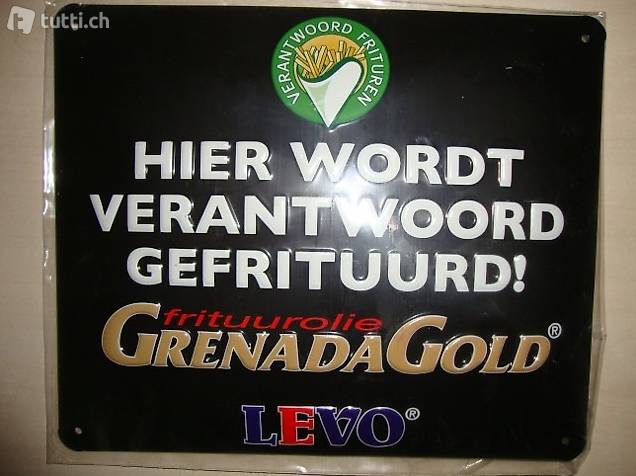 tutti.ch
VERANTWOORD FRITUREN
HIER WORDT
VERANTWOORD
GEFRITUURD!
frituurolie
GRENADAGOLD®
LEVO®